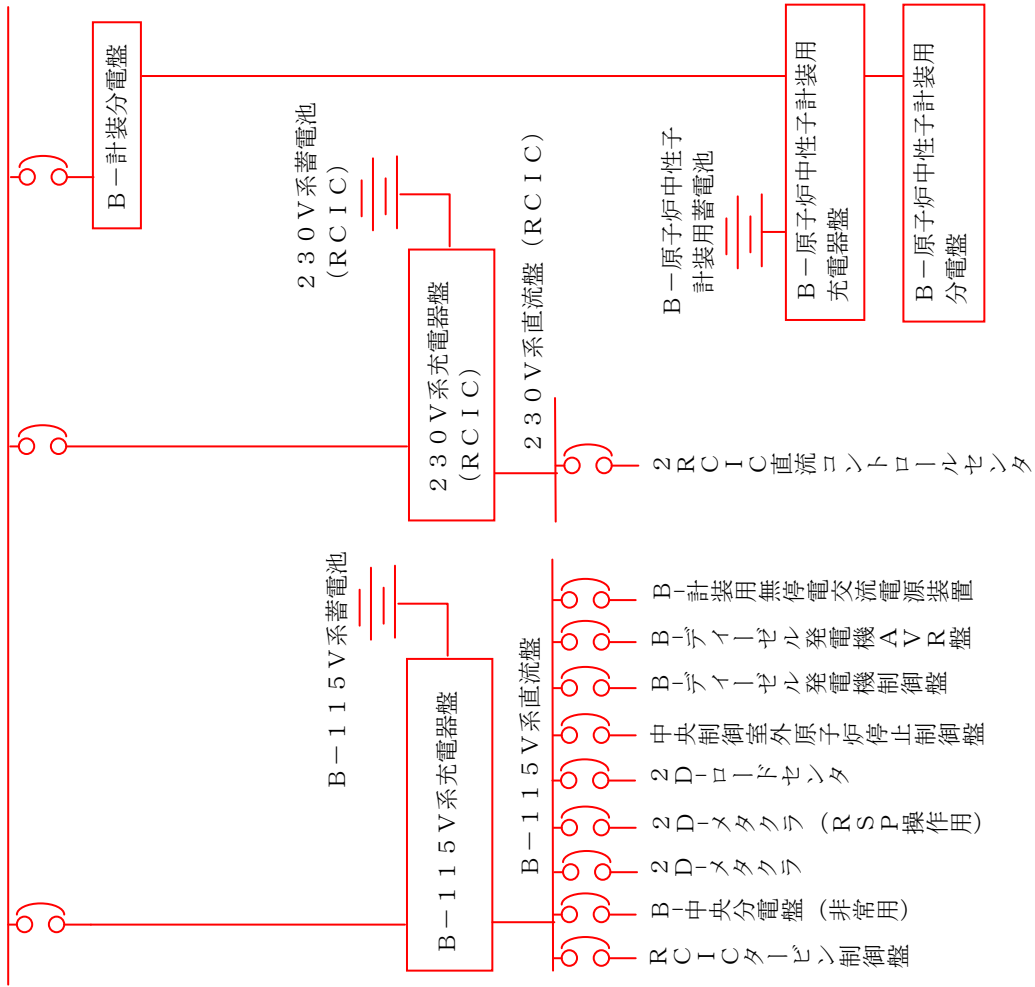 B－計装分電盤
230V系蓄電池
(RCIC)
B－原子炉中性子
計装用蓄電池
B－原子炉中性子計装用
充電器盤
B－原子炉中性子計装用
分電盤
230V系充電器盤
(RCIC)
230V系直流盤 (RCIC)
2RCIC直流コントロールセンタ
B－115V系蓄電池
B－115V系充電器盤
B－115V系直流盤
RCICタービン制御盤
B-中央分電盤 (非常用)
2D-メタクラ
2D-メタクラ (RSP操作用)
2D-ロードセンタ
中央制御室外原子炉停止制御盤
B-ディーゼル発電機制御盤
B-ディーゼル発電機AVR盤
B-計装用無停電交流電源装置